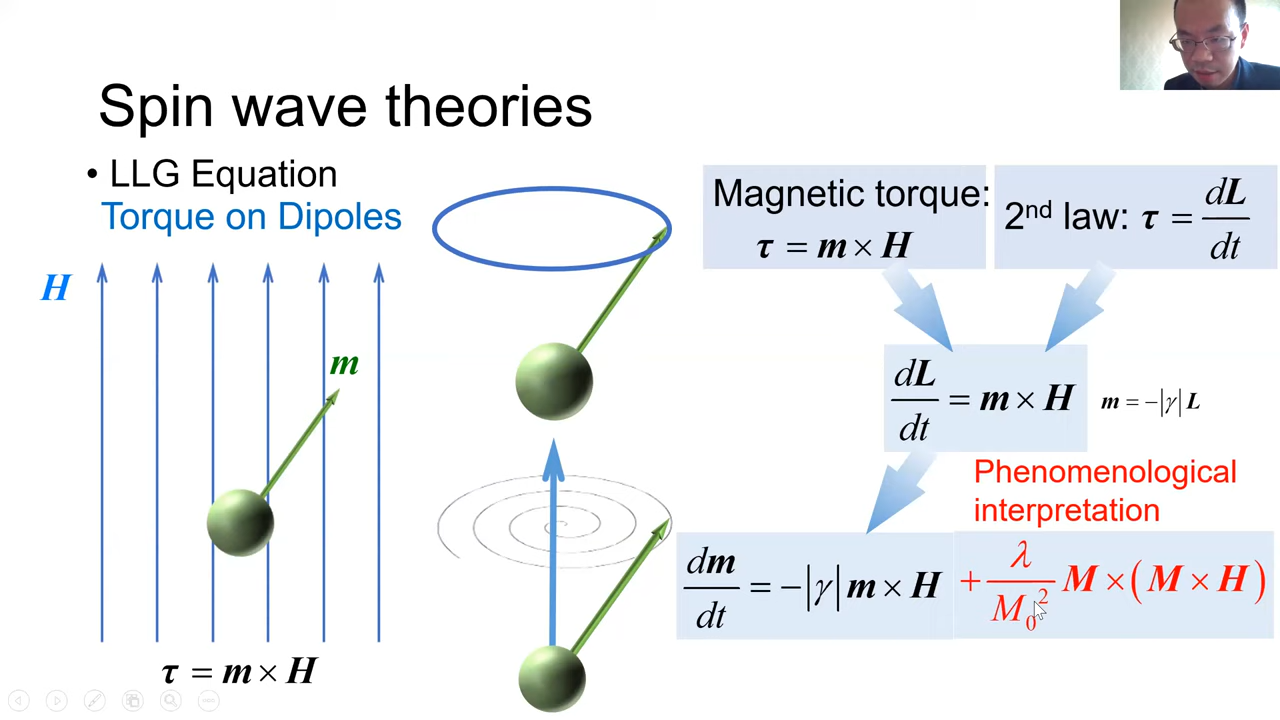 Spin wave theories
• LLG Equation
Torque on Dipoles
H
m
τ = m × H
Magnetic torque:
τ = m × H
2nd law: τ = dL/dt
dL/dt = m × H
m = −|γ| L
Phenomenological
interpretation
dm/dt = −|γ| m × H + λ/M₀² M × (M × H)